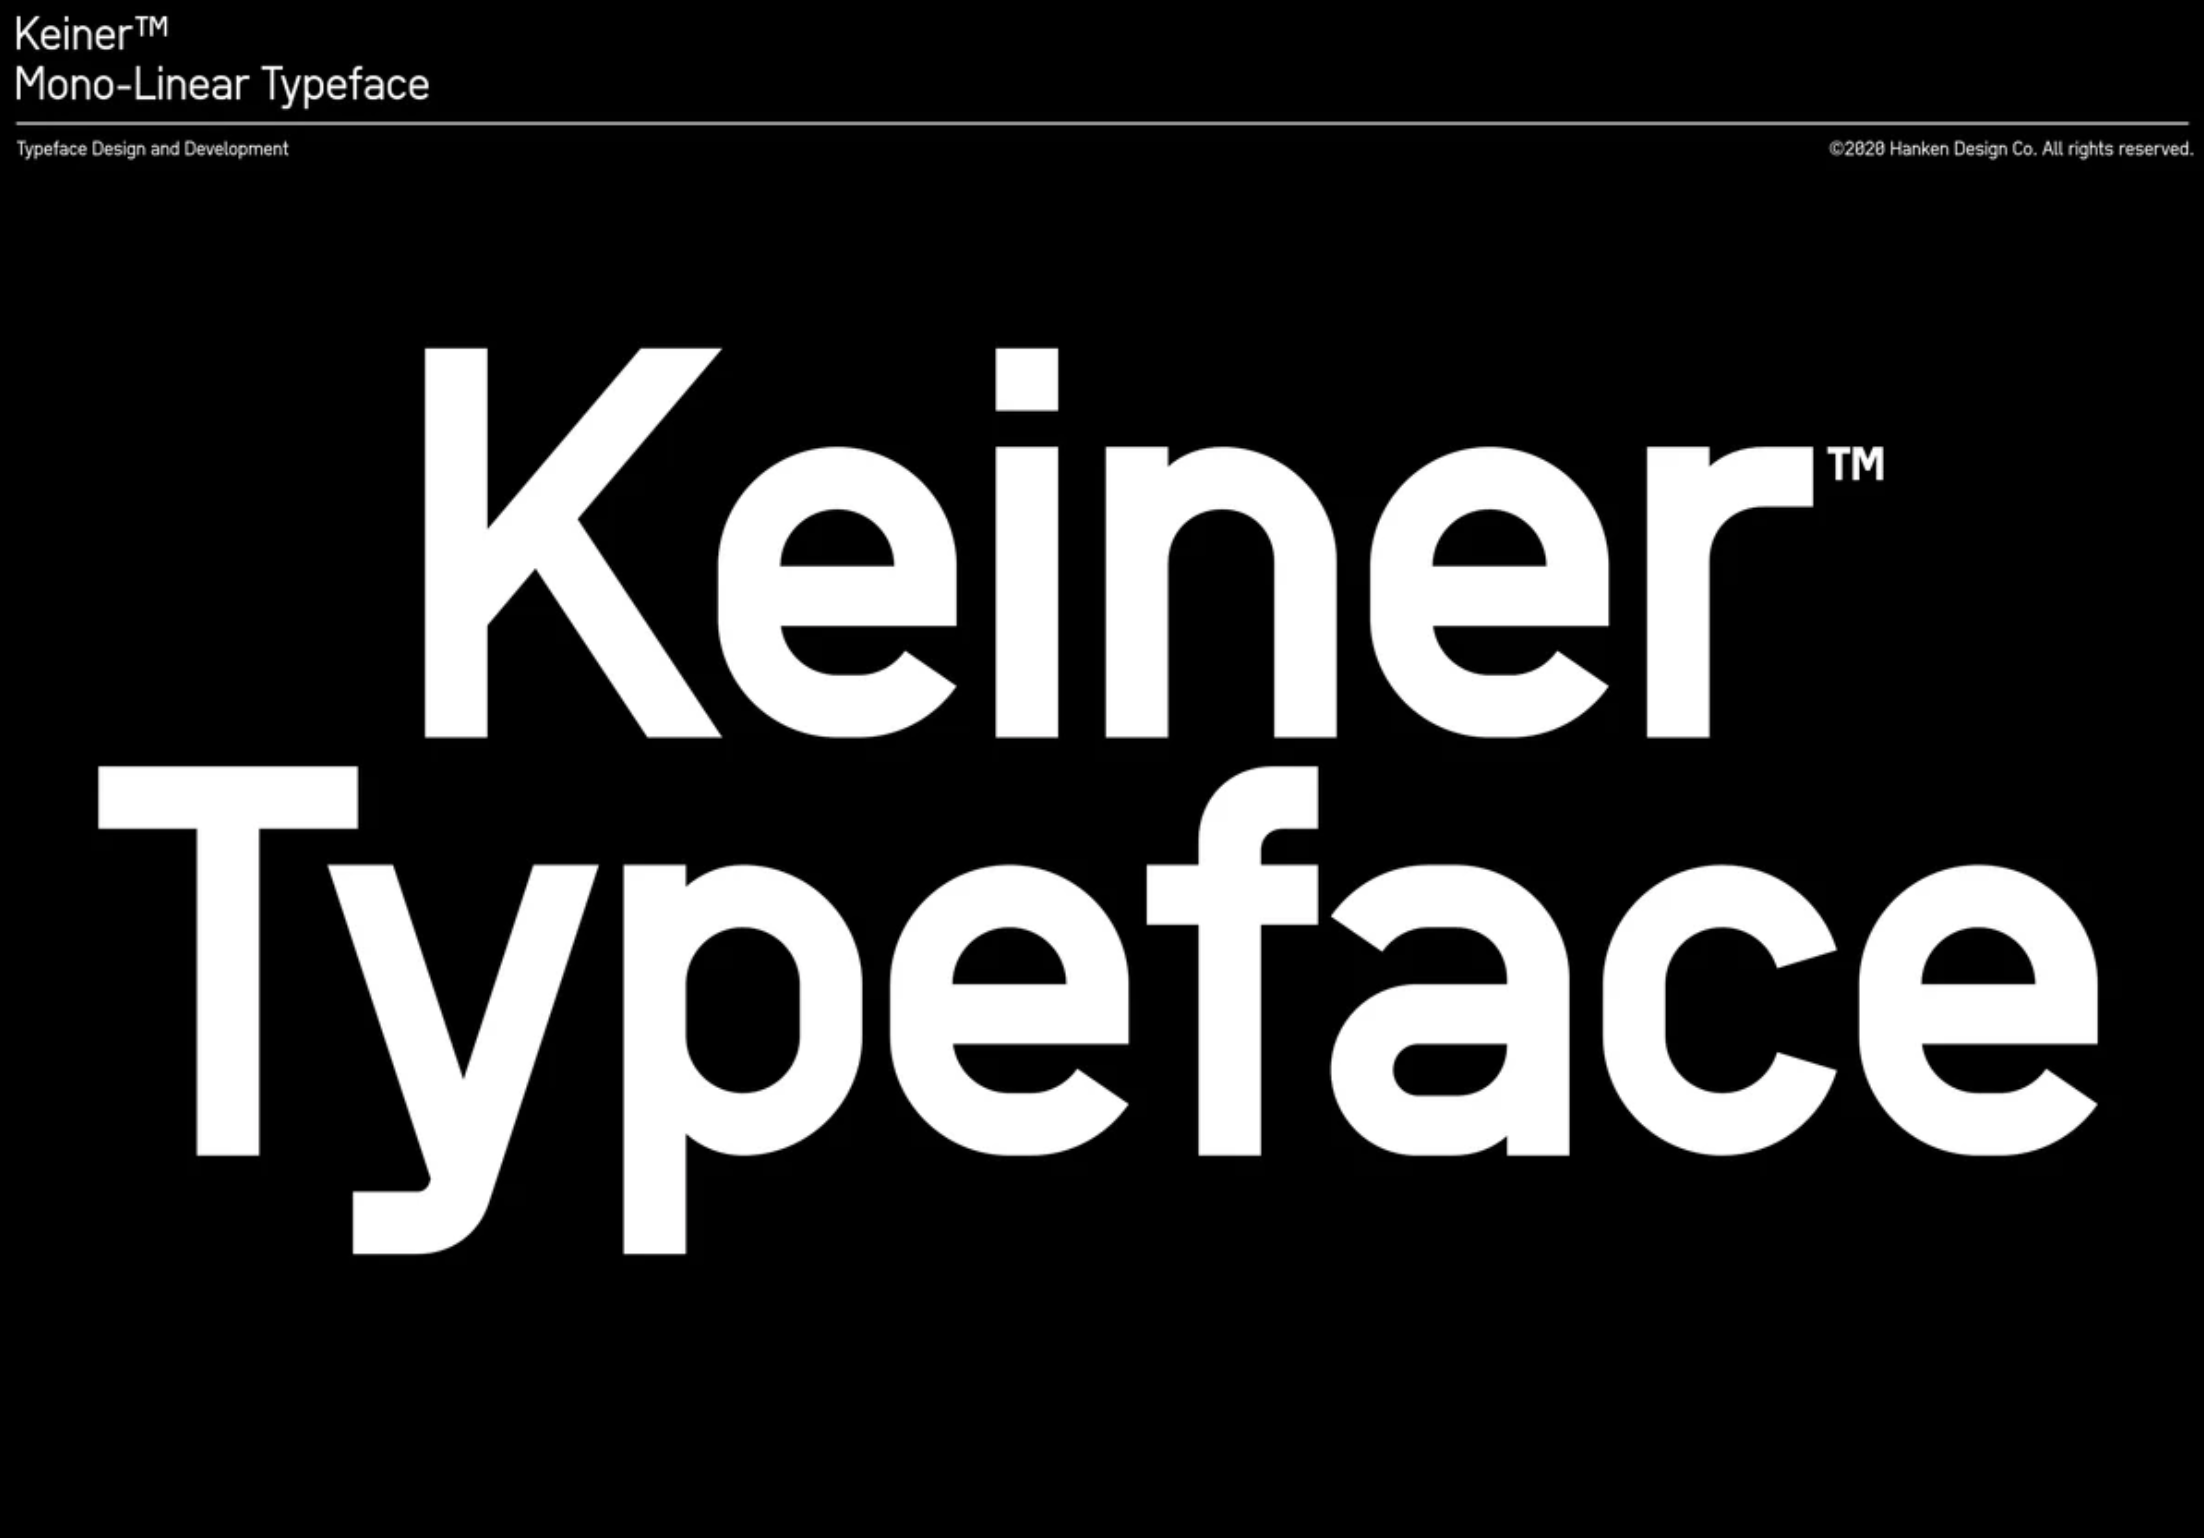 Keiner™
Mono-Linear Typeface
Typeface Design and Development
©2020 Hanken Design Co. All rights reserved.
Keiner™
Typeface